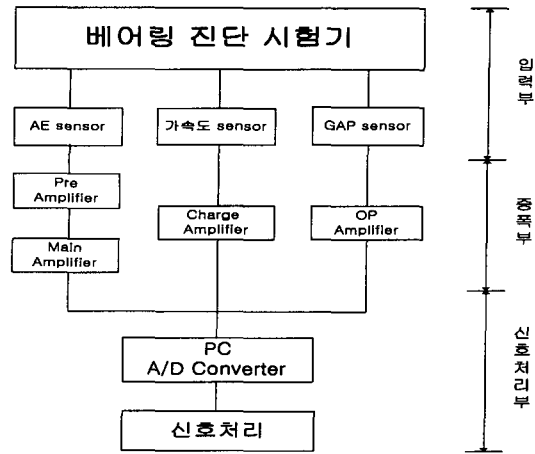 베어링 진단 시험기
AE sensor
가속도 sensor
GAP sensor
Pre
Amplifier
Charge
Amplifier
OP
Amplifier
Main
Amplifier
PC
A/D Converter
신호처리
입력부
증폭부
신호처리부